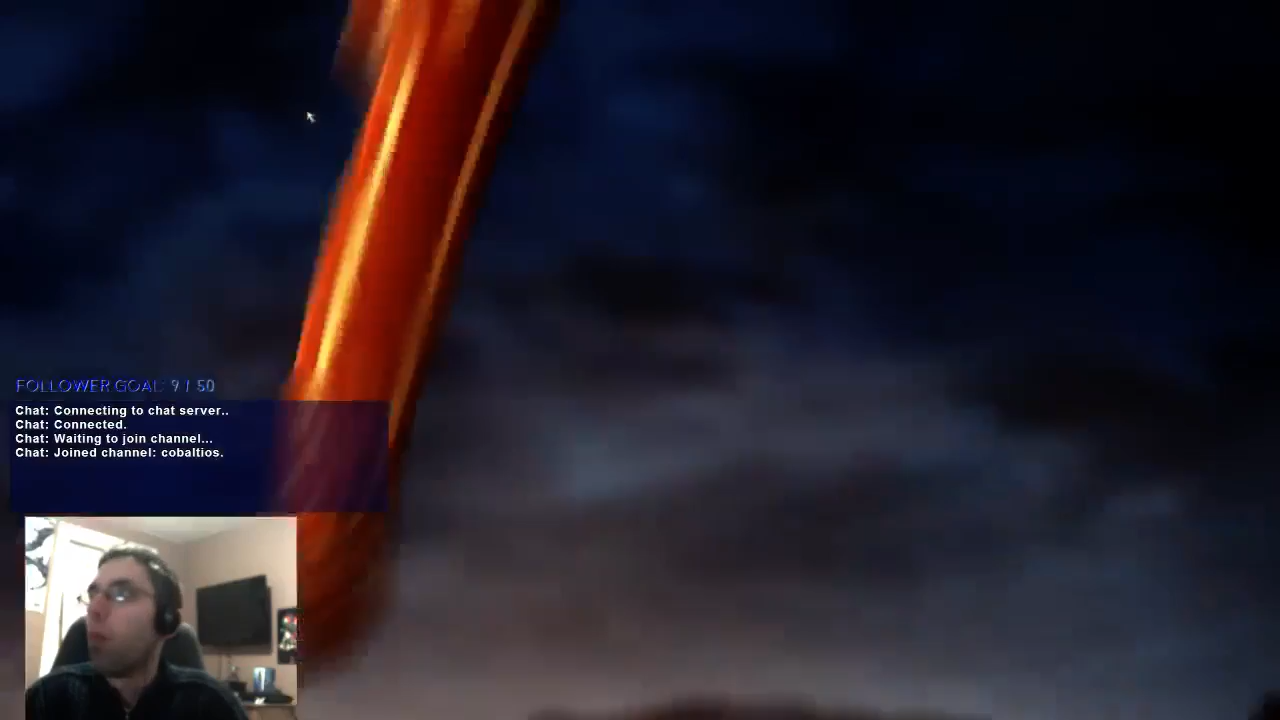 FOLLOWER GOAL: 9 / 50
Chat: Connecting to chat server..
Chat: Connected.
Chat: Waiting to join channel...
Chat: Joined channel: cobaltios.